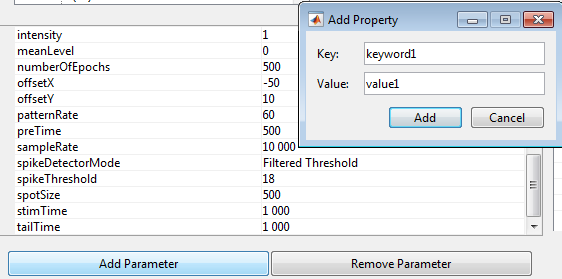 Add Property
Key: keyword1
Value: value1
Add Cancel
intensity 1
meanLevel 0
numberOfEpochs 500
offsetX -50
offsetY 10
patternRate 60
preTime 500
sampleRate 10 000
spikeDetectorMode Filtered Threshold
spikeThreshold 18
spotSize 500
stimTime 1 000
tailTime 1 000
Add Parameter Remove Parameter